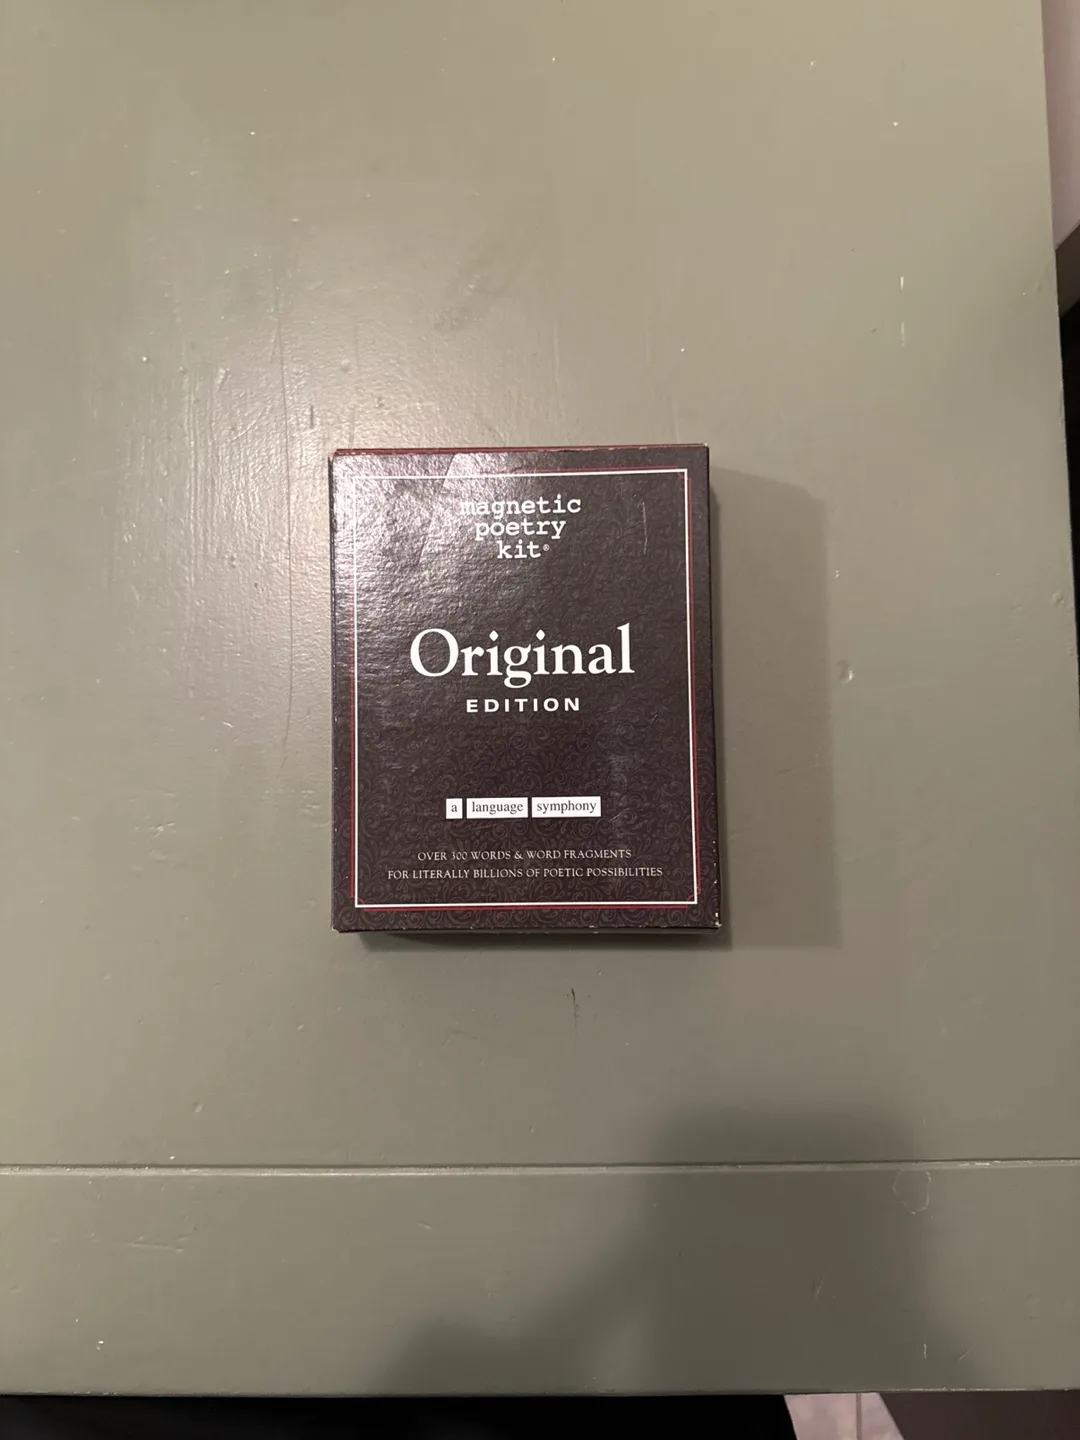 magnetic
poetry
kit®
Original
EDITION
a language symphony
OVER 300 WORDS & WORD FRAGMENTS
FOR LITERALLY BILLIONS OF POETIC POSSIBILITIES